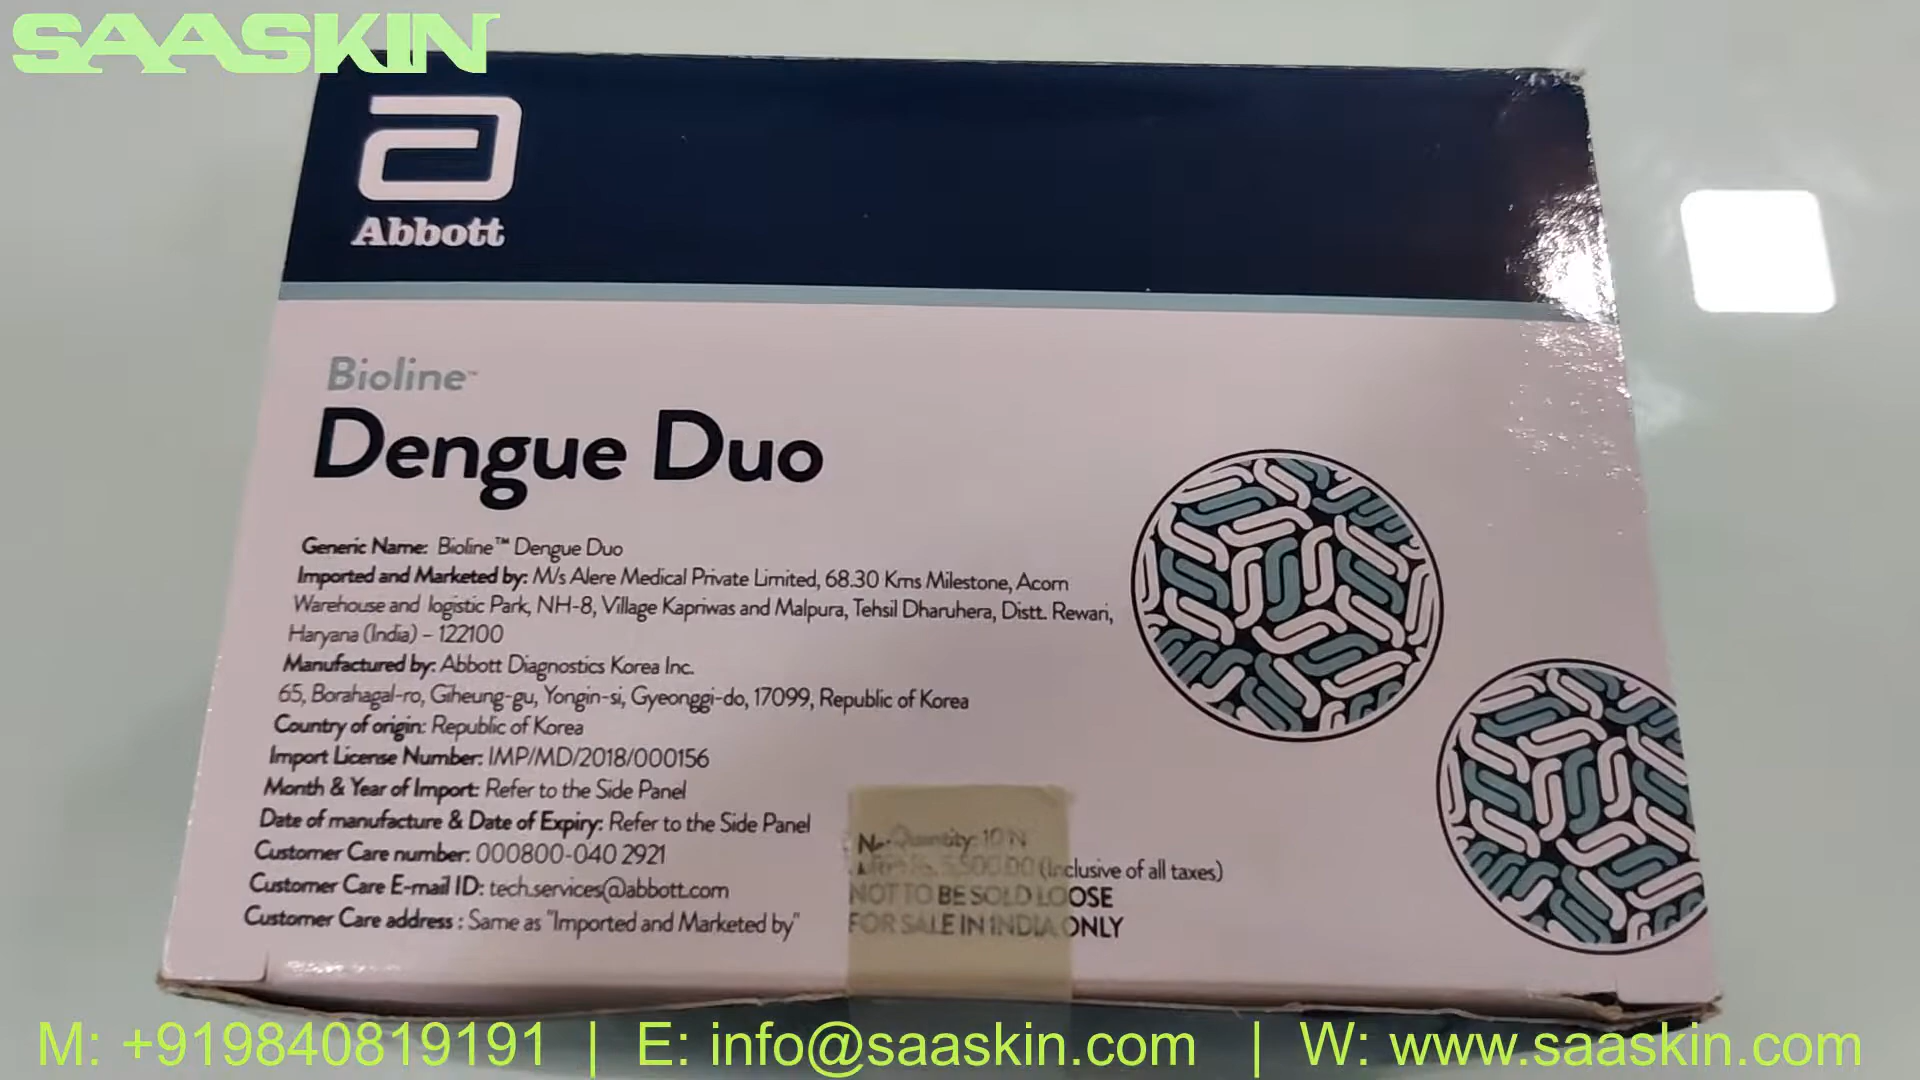 SAASKIN
Abbott
Bioline™
Dengue Duo
Generic Name: Bioline™ Dengue Duo
Imported and Marketed by: M/s Alere Medical Private Limited, 68.30 Kms Milestone, Acorn
Warehouse and logistic Park, NH-8, Village Kapriwas and Malpura, Tehsil Dharuhera, Distt. Rewari,
Haryana (India) – 122100
Manufactured by: Abbott Diagnostics Korea Inc.
65, Borahagal-ro, Giheung-gu, Yongin-si, Gyeonggi-do, 17099, Republic of Korea
Country of origin: Republic of Korea
Import License Number: IMP/MD/2018/000156
Month & Year of Import: Refer to the Side Panel
Date of manufacture & Date of Expiry: Refer to the Side Panel
Customer Care number: 000800-040 2921
Customer Care E-mail ID: tech.services@abbott.com
Customer Care address : Same as "Imported and Marketed by"
Quantity: 10 N
(Inclusive of all taxes)
NOT TO BE SOLD LOOSE
FOR SALE IN INDIA ONLY
M: +919840819191 | E: info@saaskin.com | W: www.saaskin.com